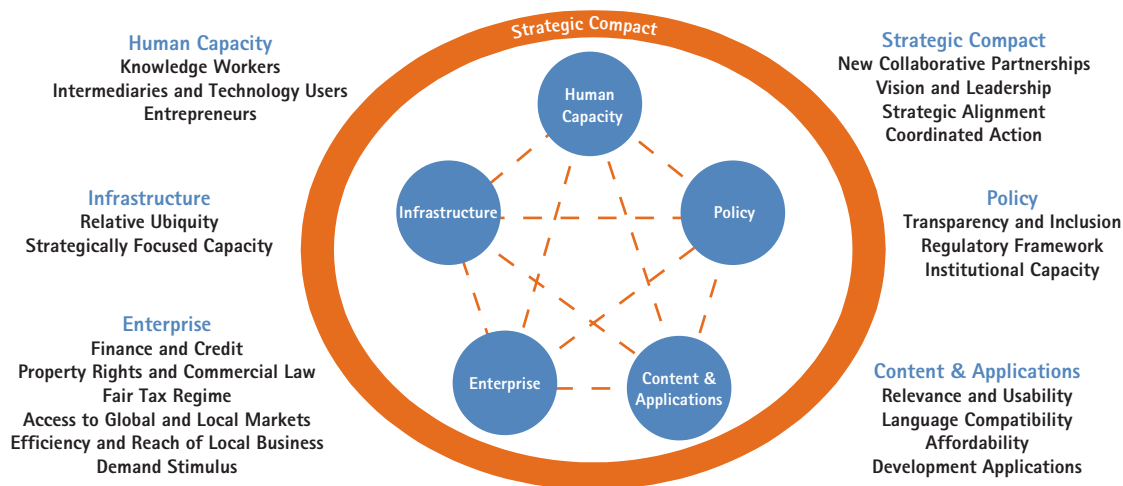 Strategic Compact
Human Capacity
Knowledge Workers
Intermediaries and Technology Users
Entrepreneurs
Infrastructure
Relative Ubiquity
Strategically Focused Capacity
Enterprise
Finance and Credit
Property Rights and Commercial Law
Fair Tax Regime
Access to Global and Local Markets
Efficiency and Reach of Local Business
Demand Stimulus
Human
Capacity
Infrastructure
Policy
Enterprise
Content &
Applications
Strategic Compact
New Collaborative Partnerships
Vision and Leadership
Strategic Alignment
Coordinated Action
Policy
Transparency and Inclusion
Regulatory Framework
Institutional Capacity
Content & Applications
Relevance and Usability
Language Compatibility
Affordability
Development Applications